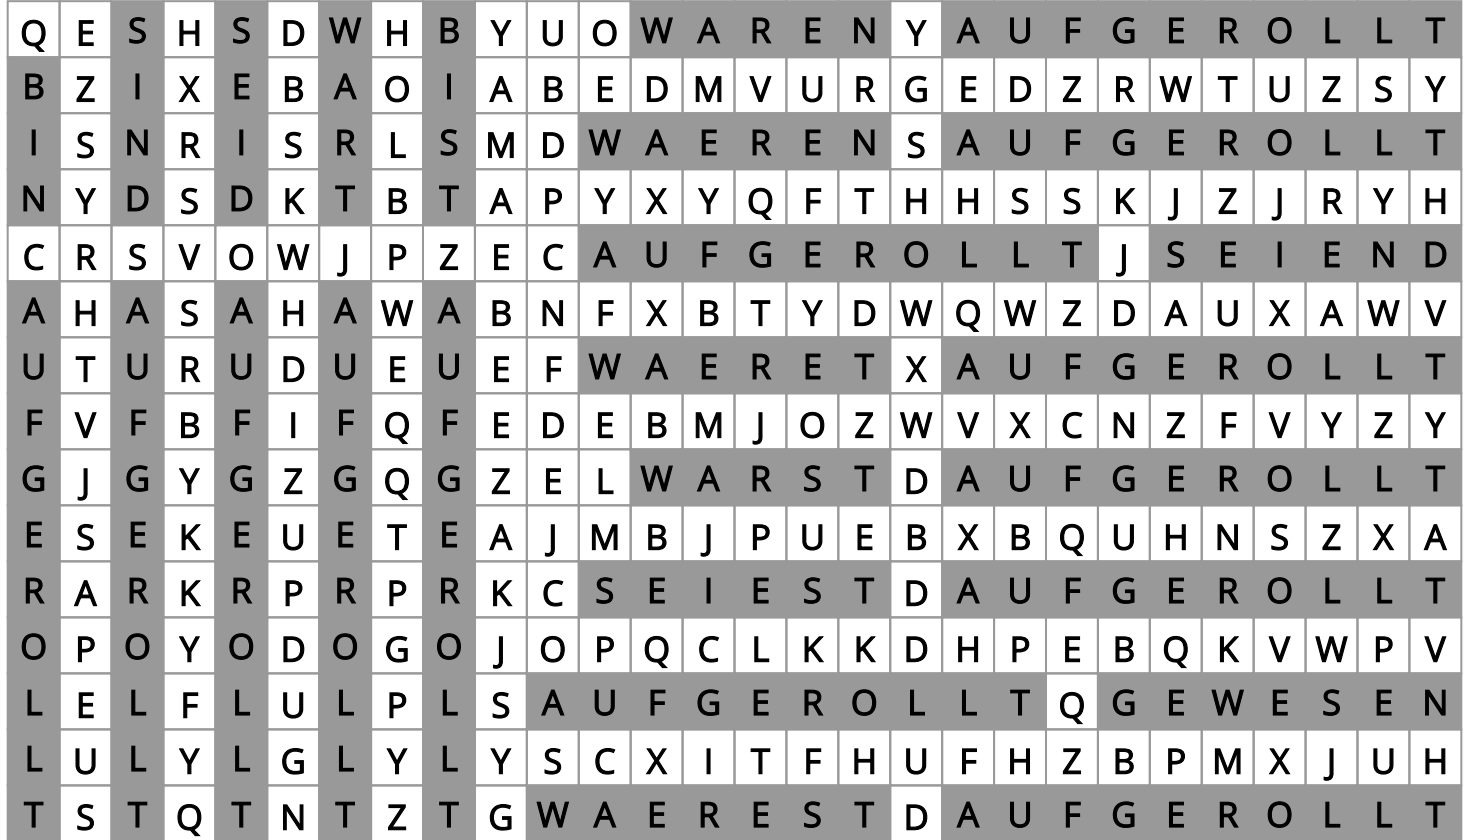 Q E S H S D W H B Y U O W A R E N Y A U F G E R O L L T
B Z I X E B A O I A B E D M V U R G E D Z R W T U Z S Y
I S N R I S R L S M D W A E R E N S A U F G E R O L L T
N Y D S D K T B T A P Y X Y Q F T H H S S K J Z J R Y H
C R S V O W J P Z E C A U F G E R O L L T J S E I E N D
A H A S A H A W A B N F X B T Y D W Q W Z D A U X A W V
U T U R U D U E U E F W A E R E T X A U F G E R O L L T
F V F B F I F Q F E D E B M J O Z W V X C N Z F V Y Z Y
G J G Y G Z G Q G Z E L W A R S T D A U F G E R O L L T
E S E K E U E T E A J M B J P U E B X B Q U H N S Z X A
R A R K R P R P R K C S E I E S T D A U F G E R O L L T
O P O Y O D O G O J O P Q C L K K D H P E B Q K V W P V
L E L F L U L P L S A U F G E R O L L T Q G E W E S E N
L U L Y L G L Y L Y S C X I T F H U F H Z B P M X J U H
T S T Q T N T Z T G W A E R E S T D A U F G E R O L L T